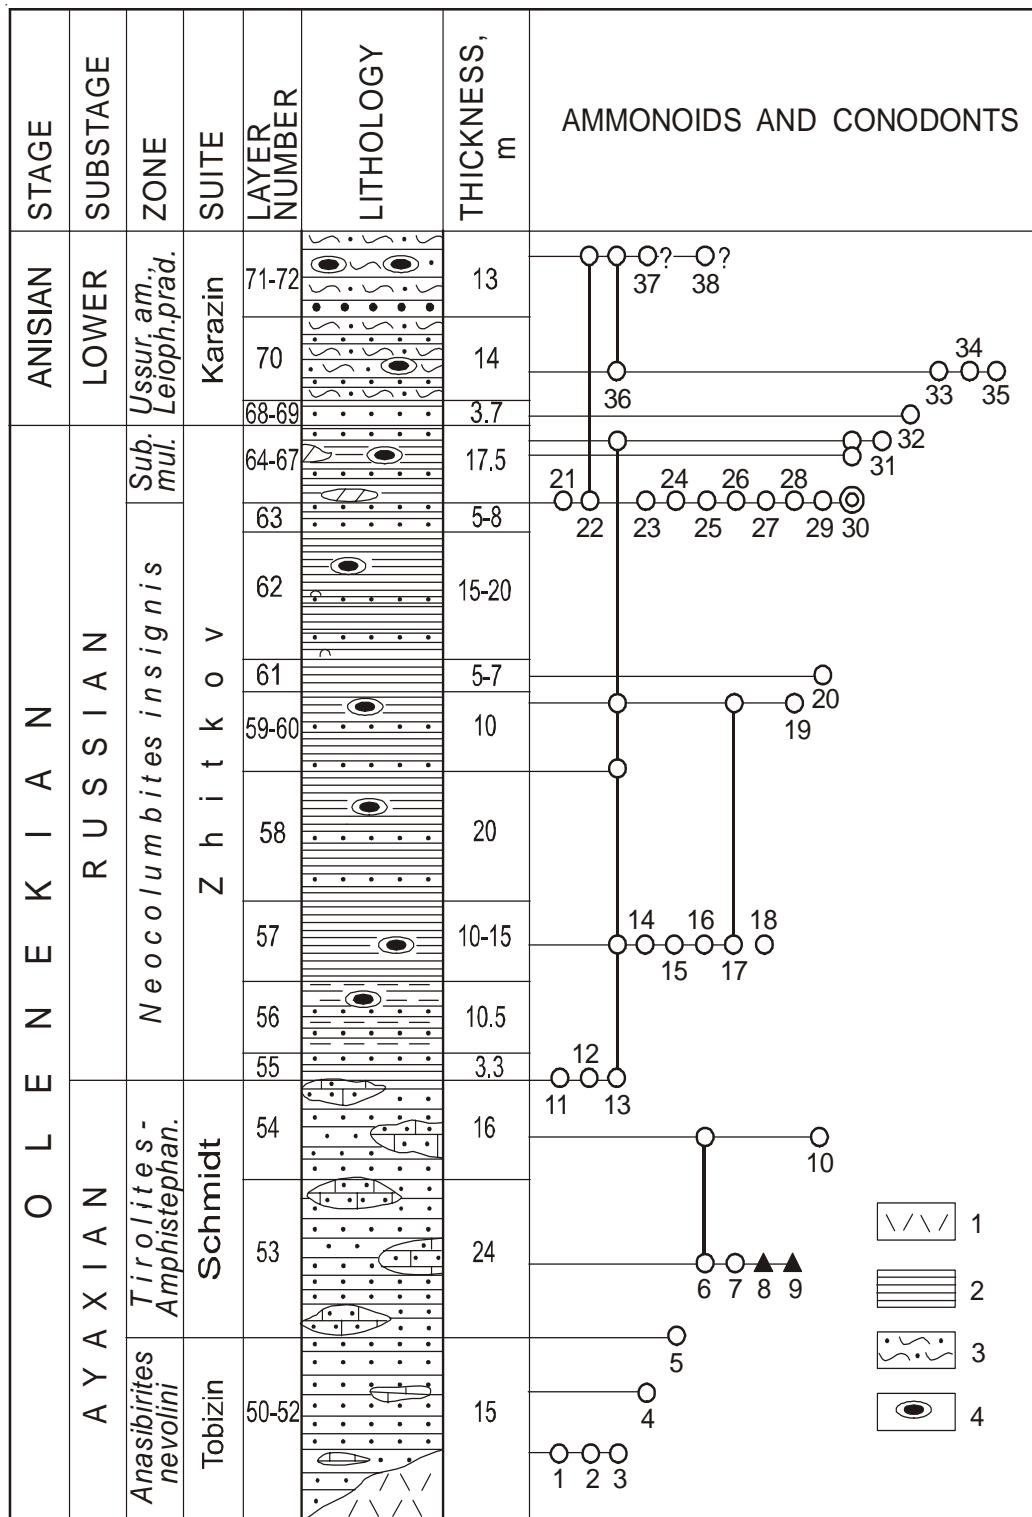 STAGE
SUBSTAGE
ZONE
SUITE
LAYER
NUMBER
LITHOLOGY
THICKNESS,
m
AMMONOIDS AND CONODONTS
ANISIAN
OLENEKIAN
LOWER
RUSSIAN
AYAXIAN
Ussur. am.,
Leioph.prad.
Sub.
mul.
Neocolumbites insignis
Tirolites-
Amphistephan.
Anasibirites
nevolini
Karazin
Zhitkov
Schmidt
Tobizin
71-72
70
68-69
64-67
63
62
61
59-60
58
57
56
55
54
53
50-52
13
14
3.7
17.5
5-8
15-20
5-7
10
20
10-15
10.5
3.3
16
24
15
37 ? 38 ?
34
36 33 35
32
31
21 24 26 28
22 23 25 27 29 30
20
19
14 16 18
15 17
12
11 13
10
6 7 8 9
5
4
1 2 3
1
2
3
4